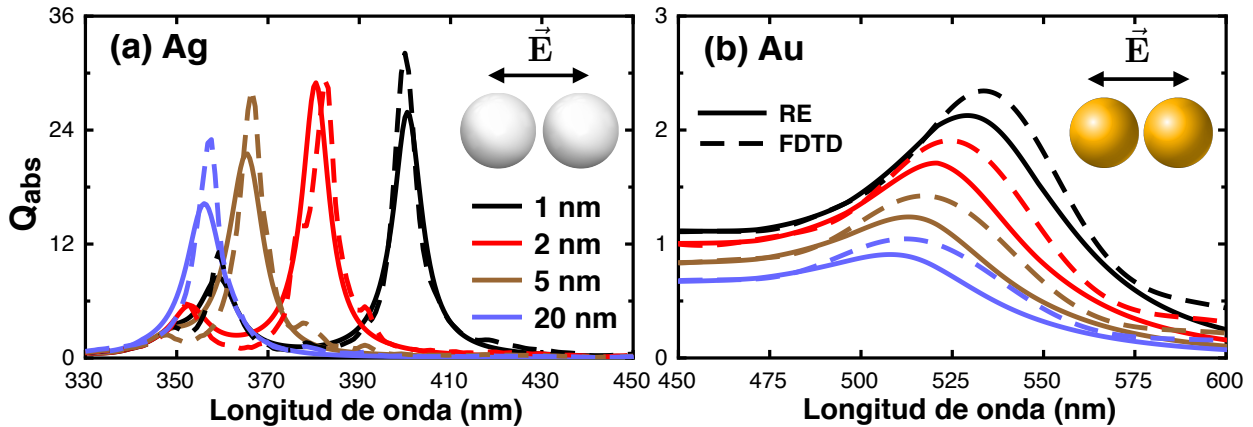 (a) Ag
E
1 nm
2 nm
5 nm
20 nm
Qabs
36
24
12
0
330 350 370 390 410 430 450
Longitud de onda (nm)
(b) Au
E
RE
FDTD
3
2
1
0
450 475 500 525 550 575 600
Longitud de onda (nm)